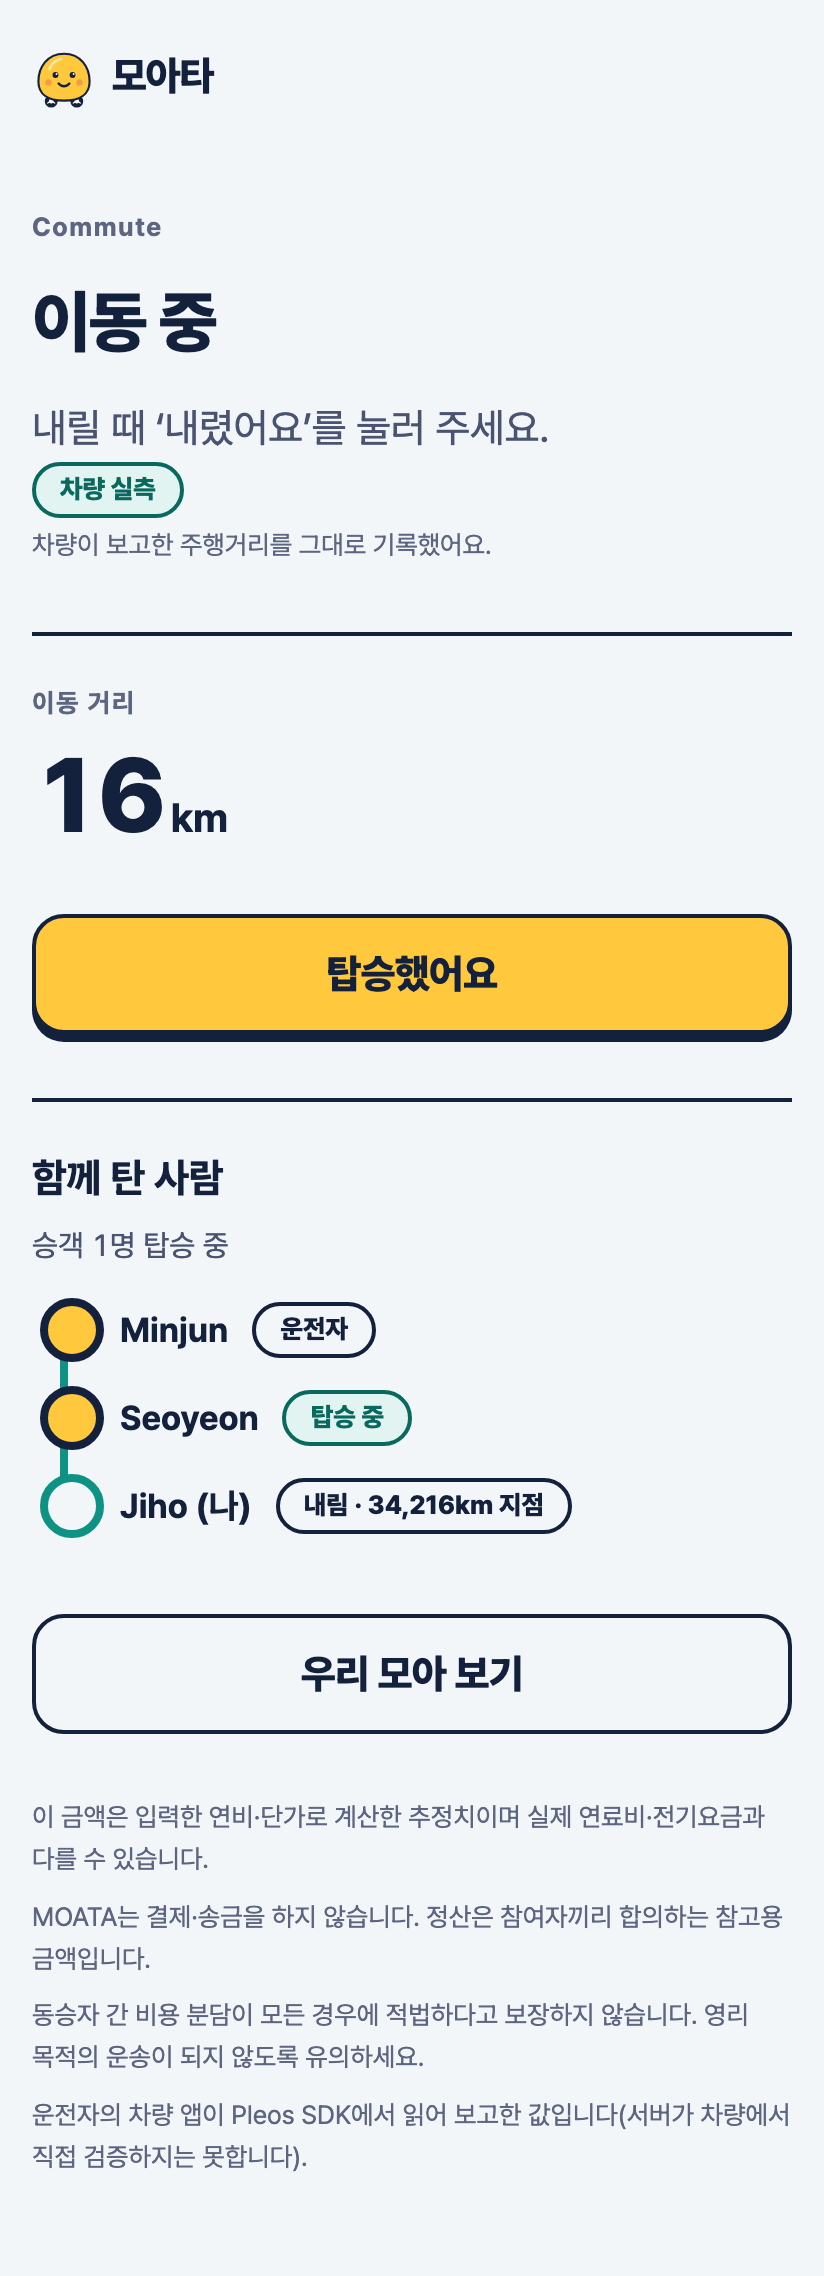 모아타
Commute
이동 중
내릴 때 ‘내렸어요’를 눌러 주세요.
차량 실측
차량이 보고한 주행거리를 그대로 기록했어요.
이동 거리
16 km
탑승했어요
함께 탄 사람
승객 1명 탑승 중
Minjun 운전자
Seoyeon 탑승 중
Jiho (나) 내림 · 34,216km 지점
우리 모아 보기
이 금액은 입력한 연비·단가로 계산한 추정치이며 실제 연료비·전기요금과
다를 수 있습니다.
MOATA는 결제·송금을 하지 않습니다. 정산은 참여자끼리 합의하는 참고용
금액입니다.
동승자 간 비용 분담이 모든 경우에 적법하다고 보장하지 않습니다. 영리
목적의 운송이 되지 않도록 유의하세요.
운전자의 차량 앱이 Pleos SDK에서 읽어 보고한 값입니다(서버가 차량에서
직접 검증하지는 못합니다).